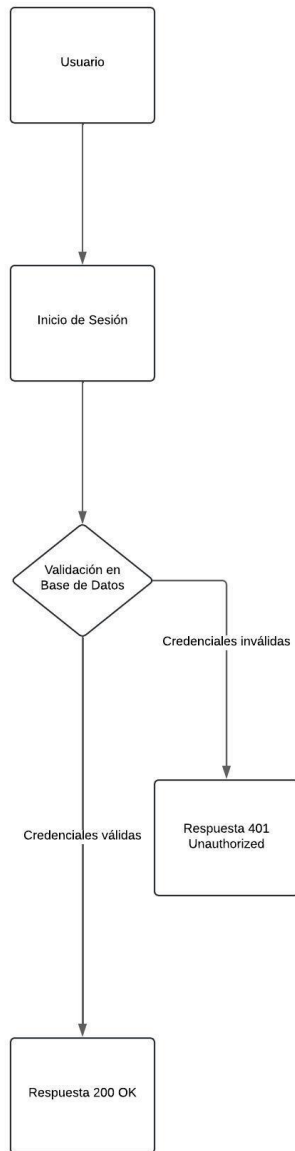 Usuario
Inicio de Sesión
Validación en
Base de Datos
Credenciales inválidas
Credenciales válidas
Respuesta 401
Unauthorized
Respuesta 200 OK